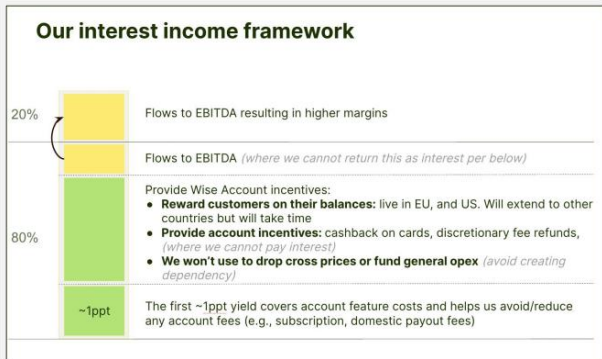 Our interest income framework
20%
Flows to EBITDA resulting in higher margins
Flows to EBITDA (where we cannot return this as interest per below)
80%
Provide Wise Account incentives:
● Reward customers on their balances: live in EU, and US. Will extend to other
countries but will take time
● Provide account incentives: cashback on cards, discretionary fee refunds,
(where we cannot pay interest)
● We won't use to drop cross prices or fund general opex (avoid creating
dependency)
~1ppt
The first ~1ppt yield covers account feature costs and helps us avoid/reduce
any account fees (e.g., subscription, domestic payout fees)